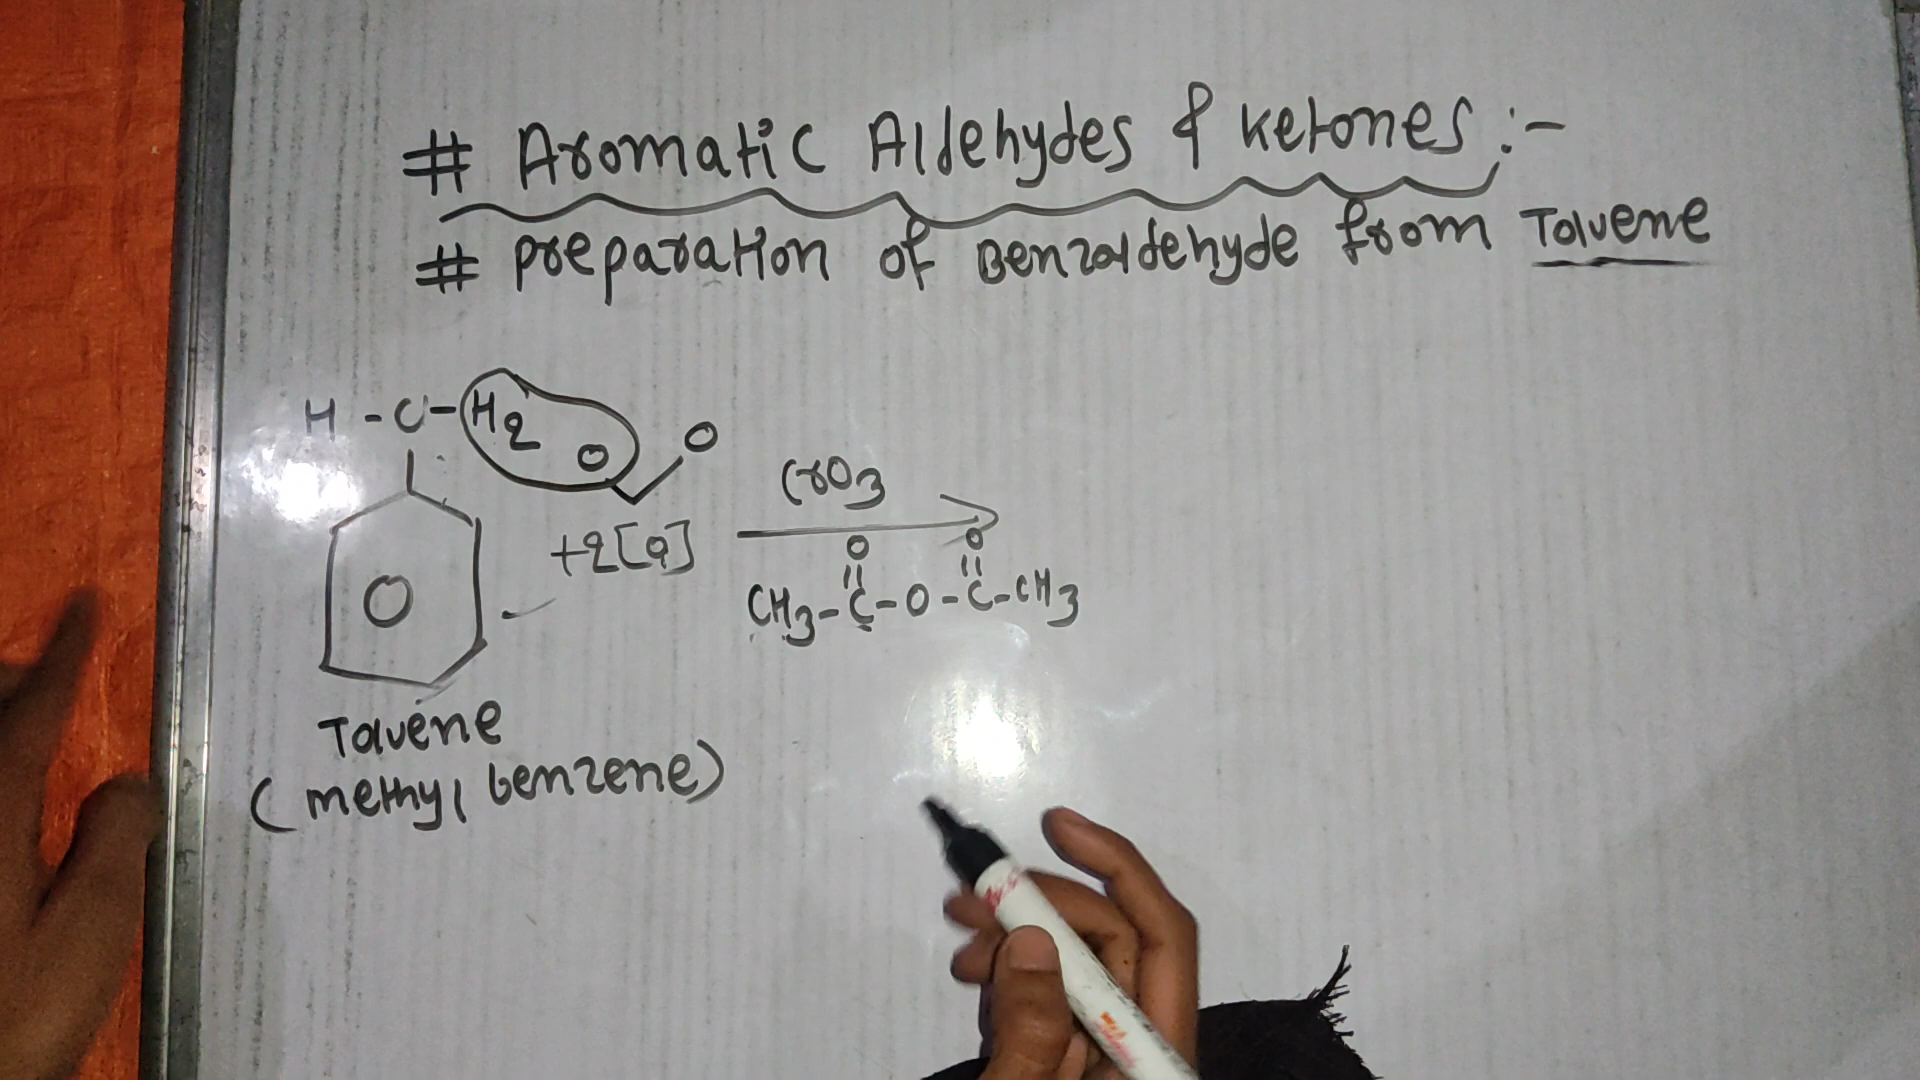 # Aromatic Aldehydes & ketones :-
# preparation of Benzaldehyde from Toluene
H - C - H2 O O
+2[O]
CrO3
O O
CH3-C-O-C-CH3
O
Toluene
(methyl benzene)